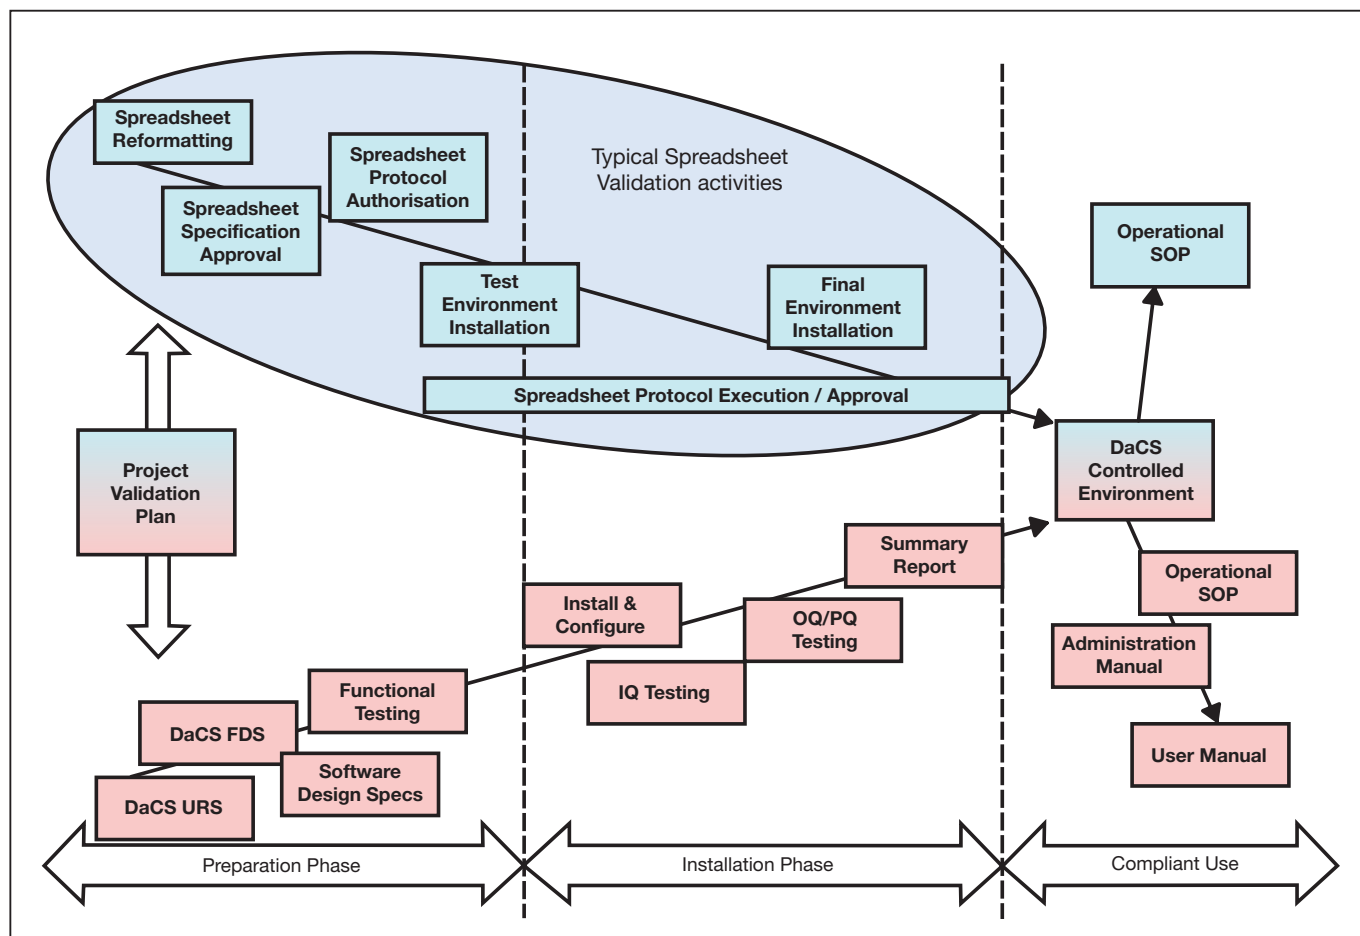 Spreadsheet
Reformatting
Spreadsheet
Protocol
Authorisation
Typical Spreadsheet
Validation activities
Spreadsheet
Specification
Approval
Operational
SOP
Test
Environment
Installation
Final
Environment
Installation
Spreadsheet Protocol Execution / Approval
Project
Validation
Plan
DaCS
Controlled
Environment
Summary
Report
Operational
SOP
Install &
Configure
OQ/PQ
Testing
Administration
Manual
IQ Testing
Functional
Testing
DaCS FDS
User Manual
Software
Design Specs
DaCS URS
Preparation Phase
Installation Phase
Compliant Use